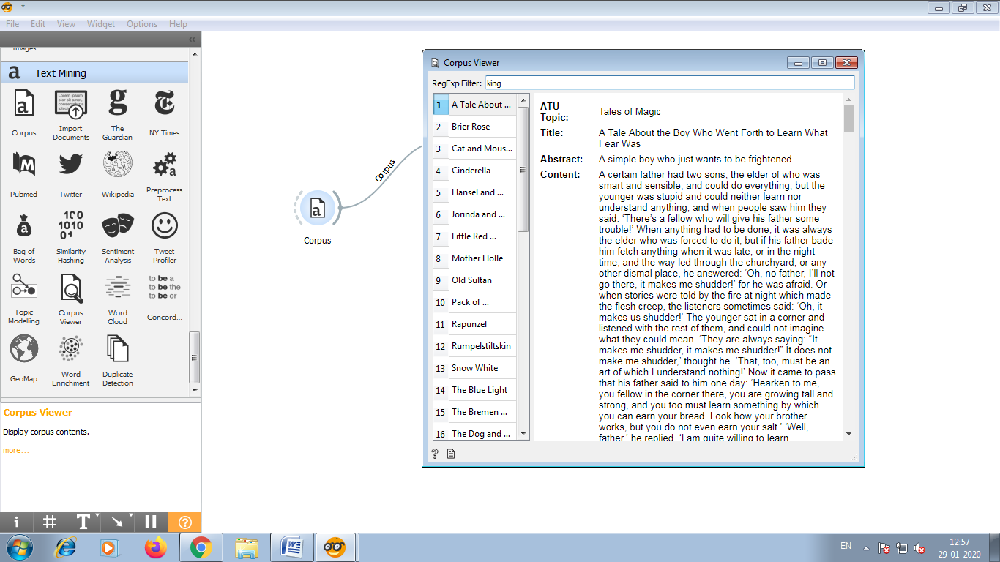 *
File Edit View Widget Options Help
Images
Text Mining
Corpus
Import Documents
The Guardian
NY Times
Pubmed
Twitter
Wikipedia
Preprocess Text
Bag of Words
Similarity Hashing
Sentiment Analysis
Tweet Profiler
Topic Modelling
Corpus Viewer
Word Cloud
to be a
to be the
to be or
Concord...
GeoMap
Word Enrichment
Duplicate Detection
Corpus Viewer
Display corpus contents.
more...
Corpus
Corpus
Corpus Viewer
RegExp Filter: king
1 A Tale About ...
2 Brier Rose
3 Cat and Mous...
4 Cinderella
5 Hansel and ...
6 Jorinda and ...
7 Little Red ...
8 Mother Holle
9 Old Sultan
10 Pack of ...
11 Rapunzel
12 Rumpelstiltskin
13 Snow White
14 The Blue Light
15 The Bremen ...
16 The Dog and ...
ATU Topic: Tales of Magic
Title: A Tale About the Boy Who Went Forth to Learn What
Fear Was
Abstract: A simple boy who just wants to be frightened.
Content: A certain father had two sons, the elder of who was
smart and sensible, and could do everything, but the
younger was stupid and could neither learn nor
understand anything, and when people saw him they
said: ‘There’s a fellow who will give his father some
trouble!’ When anything had to be done, it was always
the elder who was forced to do it; but if his father bade
him fetch anything when it was late, or in the night-
time, and the way led through the churchyard, or any
other dismal place, he answered: ‘Oh, no father, I’ll not
go there, it makes me shudder!’ for he was afraid. Or
when stories were told by the fire at night which made
the flesh creep, the listeners sometimes said: ‘Oh, it
makes us shudder!’ The younger sat in a corner and
listened with the rest of them, and could not imagine
what they could mean. ‘They are always saying: “It
makes me shudder, it makes me shudder!” It does not
make me shudder,’ thought he. ‘That, too, must be an
art of which I understand nothing!’ Now it came to pass
that his father said to him one day: ‘Hearken to me,
you fellow in the corner there, you are growing tall and
strong, and you too must learn something by which
you can earn your bread. Look how your brother
works, but you do not even earn your salt.’ ‘Well,
father,’ he replied, ‘I am quite willing to learn
EN
12:57
29-01-2020